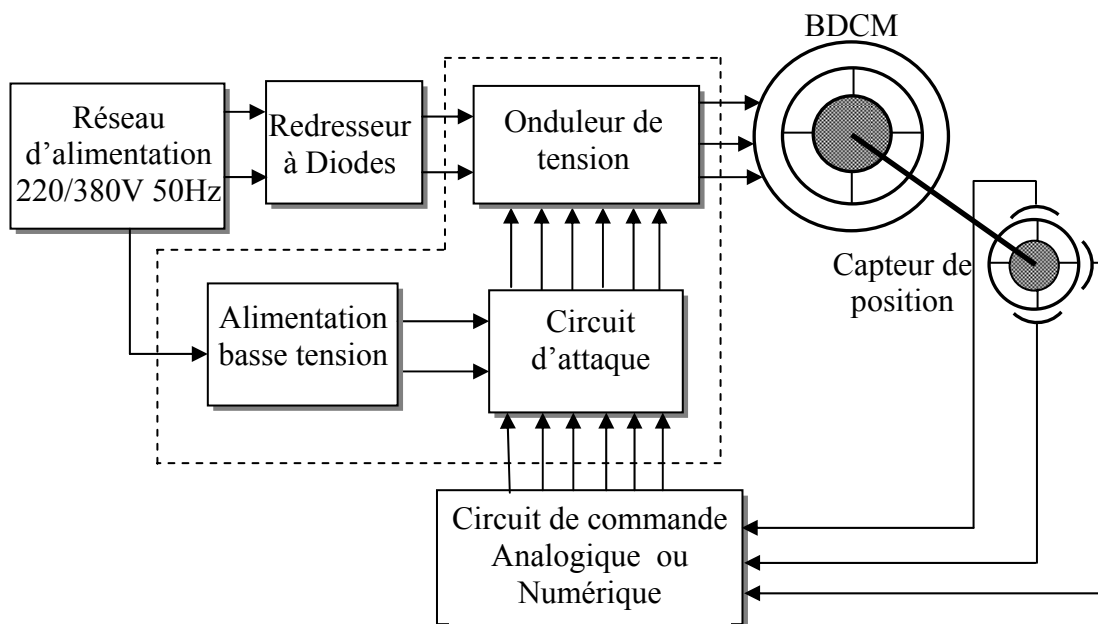 BDCM
Réseau
d’alimentation
220/380V 50Hz
Redresseur
à Diodes
Onduleur de
tension
Capteur de
position
Alimentation
basse tension
Circuit
d’attaque
Circuit de commande
Analogique ou
Numérique